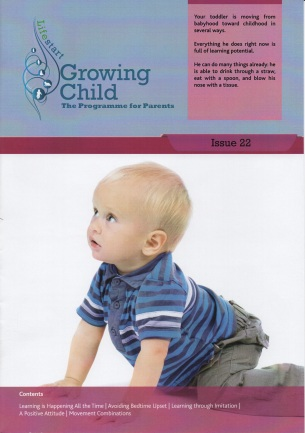 Lifestart
Growing
Child
The Programme for Parents
Your toddler is moving from
babyhood toward childhood in
several ways.
Everything he does right now is
full of learning potential.
He can do many things already: he
is able to drink through a straw,
eat with a spoon, and blow his
nose with a tissue.
Issue 22
Contents
Learning is Happening All the Time | Avoiding Bedtime Upset | Learning through Imitation |
A Positive Attitude | Movement Combinations